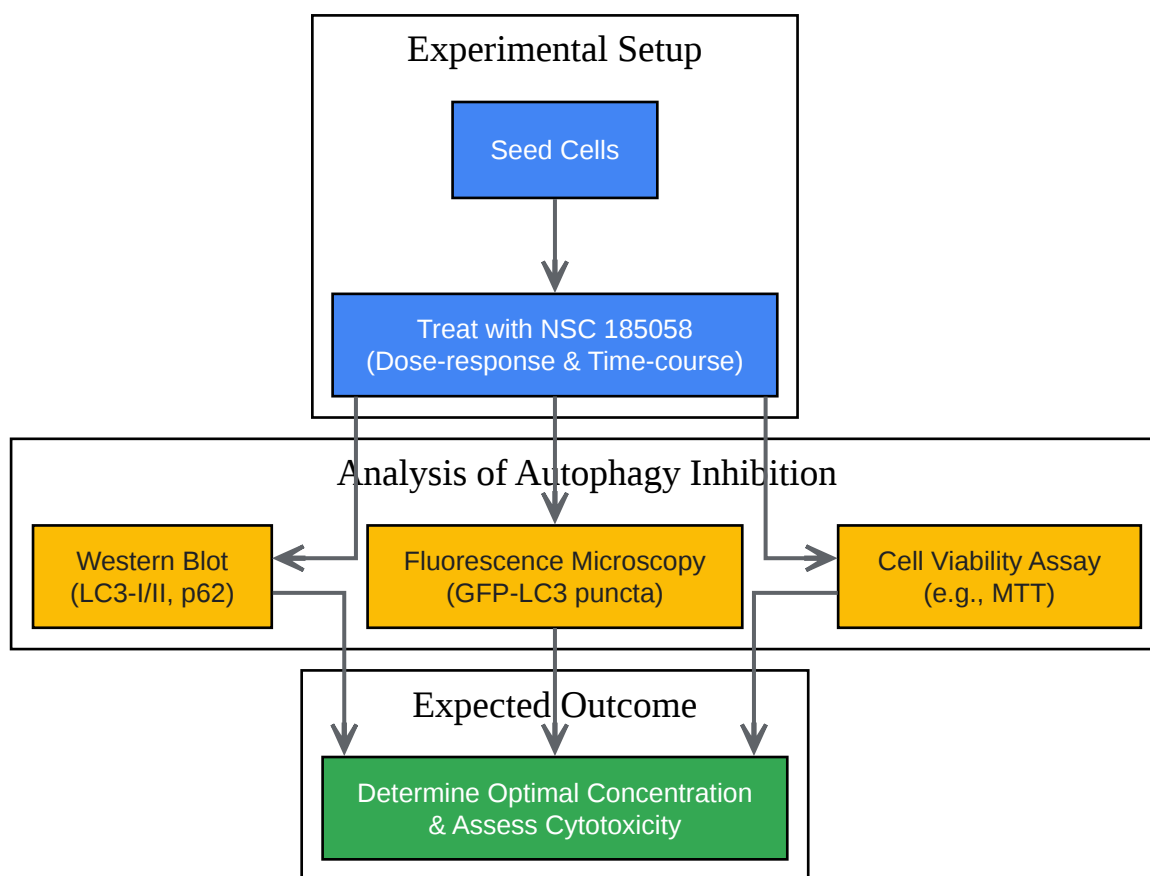 Experimental Setup
Seed Cells
Treat with NSC 185058
(Dose-response & Time-course)
Analysis of Autophagy Inhibition
Western Blot
(LC3-I/II, p62)
Fluorescence Microscopy
(GFP-LC3 puncta)
Cell Viability Assay
(e.g., MTT)
Expected Outcome
Determine Optimal Concentration
& Assess Cytotoxicity